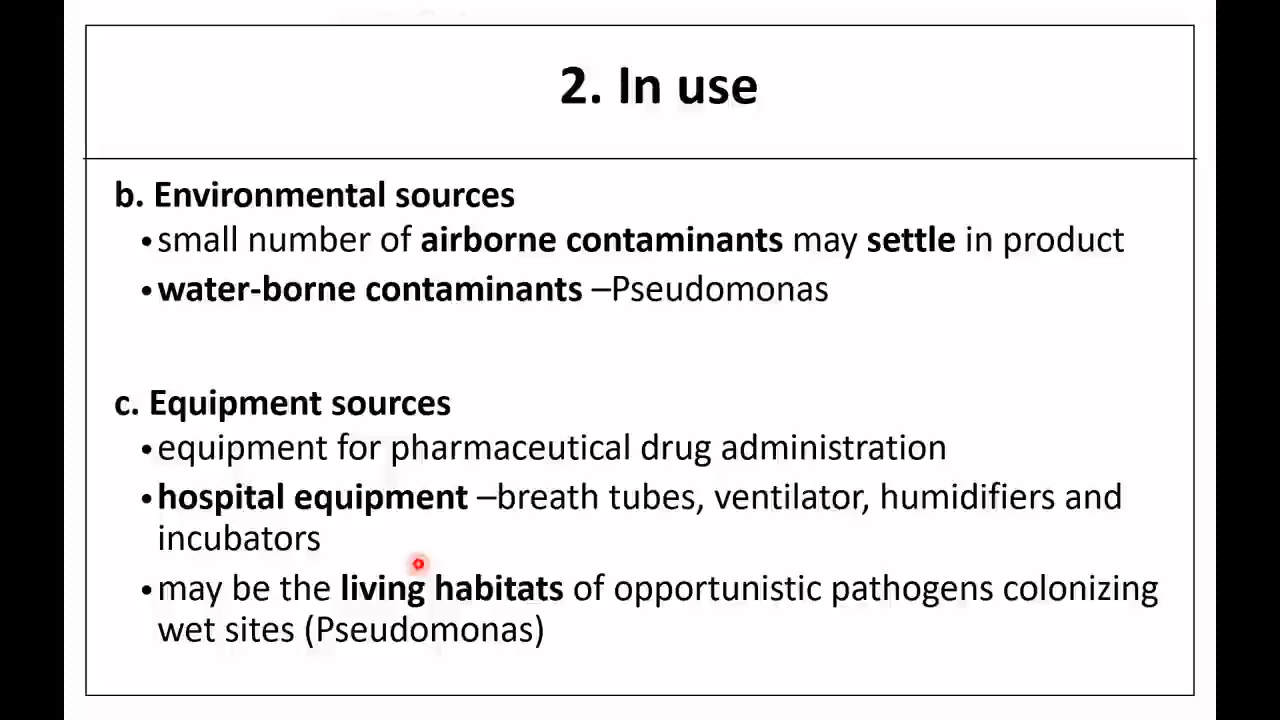 2. In use
b. Environmental sources
•small number of airborne contaminants may settle in product
•water-borne contaminants –Pseudomonas
c. Equipment sources
•equipment for pharmaceutical drug administration
•hospital equipment –breath tubes, ventilator, humidifiers and
incubators
•may be the living habitats of opportunistic pathogens colonizing
wet sites (Pseudomonas)